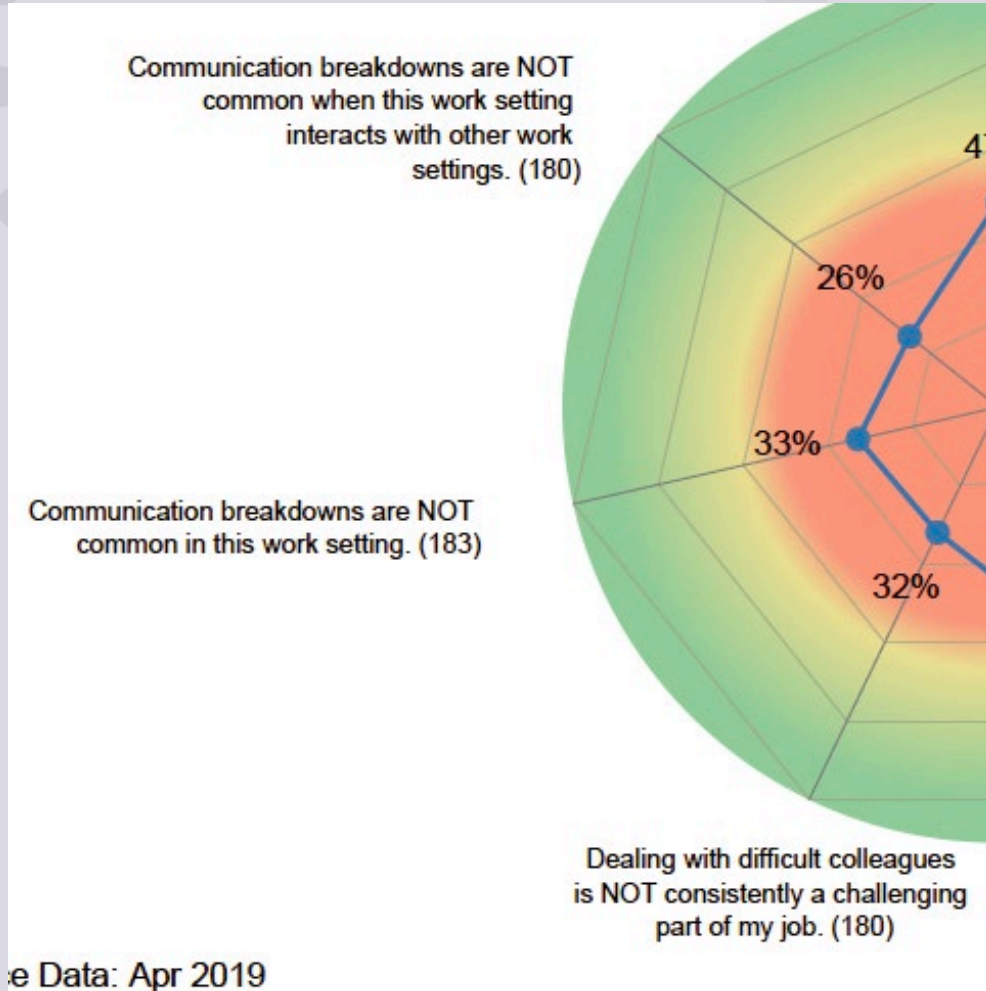 Communication breakdowns are NOT
common when this work setting
interacts with other work
settings. (180)
26%
33%
Communication breakdowns are NOT
common in this work setting. (183)
32%
Dealing with difficult colleagues
is NOT consistently a challenging
part of my job. (180)
Data: Apr 2019